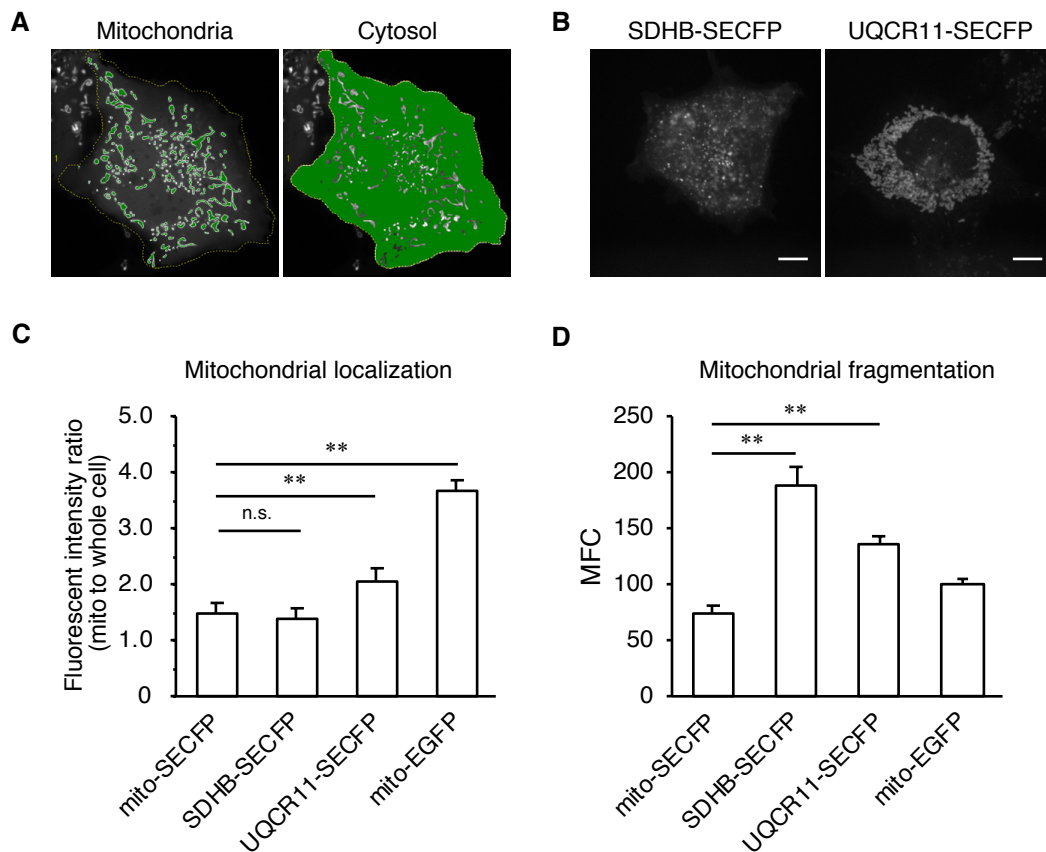 A
Mitochondria
Cytosol
1
1
B
SDHB-SECFP
UQCR11-SECFP
C
Mitochondrial localization
Fluorescent intensity ratio
(mito to whole cell)
5.0
4.0
3.0
2.0
1.0
0
**
**
n.s.
mito-SECFP
SDHB-SECFP
UQCR11-SECFP
mito-EGFP
D
Mitochondrial fragmentation
MFC
250
200
150
100
50
0
**
**
mito-SECFP
SDHB-SECFP
UQCR11-SECFP
mito-EGFP